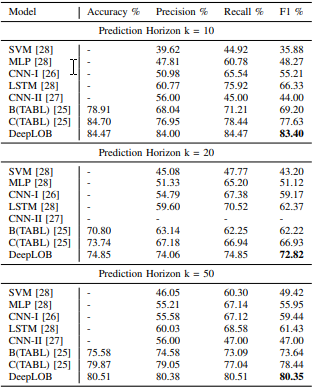 Model Accuracy % Precision % Recall % F1 %
Prediction Horizon k = 10
SVM [28] - 39.62 44.92 35.88
MLP [28] - 47.81 60.78 48.27
CNN-I [26] - 50.98 65.54 55.21
LSTM [28] - 60.77 75.92 66.33
CNN-II [27] - 56.00 45.00 44.00
B(TABL) [25] 78.91 68.04 71.21 69.20
C(TABL) [25] 84.70 76.95 78.44 77.63
DeepLOB 84.47 84.00 84.47 83.40
Prediction Horizon k = 20
SVM [28] - 45.08 47.77 43.20
MLP [28] - 51.33 65.20 51.12
CNN-I [26] - 54.79 67.38 59.17
LSTM [28] - 59.60 70.52 62.37
CNN-II [27] - - - -
B(TABL) [25] 70.80 63.14 62.25 62.22
C(TABL) [25] 73.74 67.18 66.94 66.93
DeepLOB 74.85 74.06 74.85 72.82
Prediction Horizon k = 50
SVM [28] - 46.05 60.30 49.42
MLP [28] - 55.21 67.14 55.95
CNN-I [26] - 55.58 67.12 59.44
LSTM [28] - 60.03 68.58 61.43
CNN-II [27] - 56.00 47.00 47.00
B(TABL) [25] 75.58 74.58 73.09 73.64
C(TABL) [25] 79.87 79.05 77.04 78.44
DeepLOB 80.51 80.38 80.51 80.35